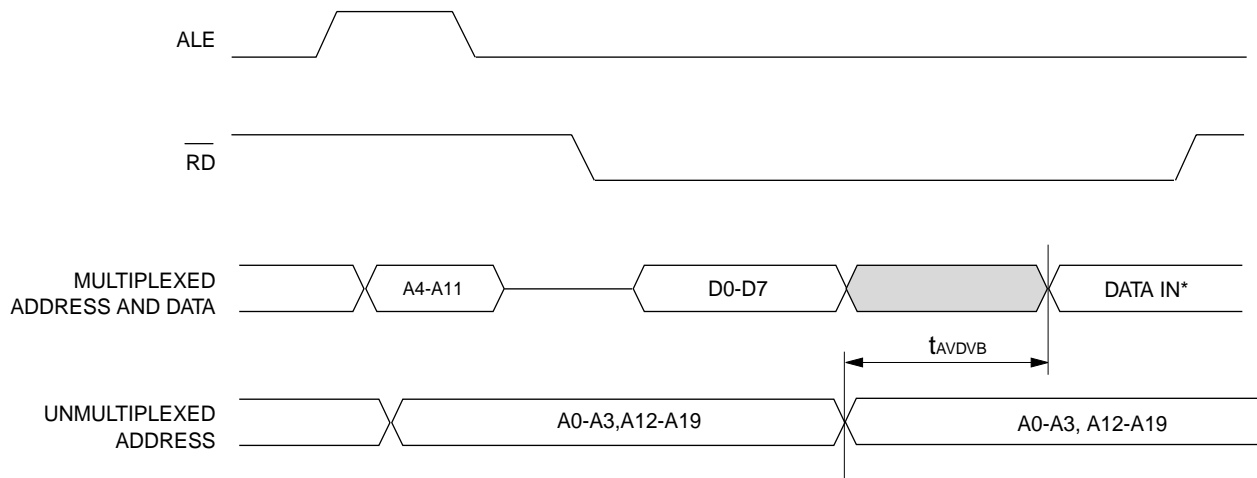 ALE
RD
MULTIPLEXED
ADDRESS AND DATA
A4-A11
D0-D7
DATA IN*
tAVDVB
UNMULTIPLEXED
ADDRESS
A0-A3,A12-A19
A0-A3, A12-A19